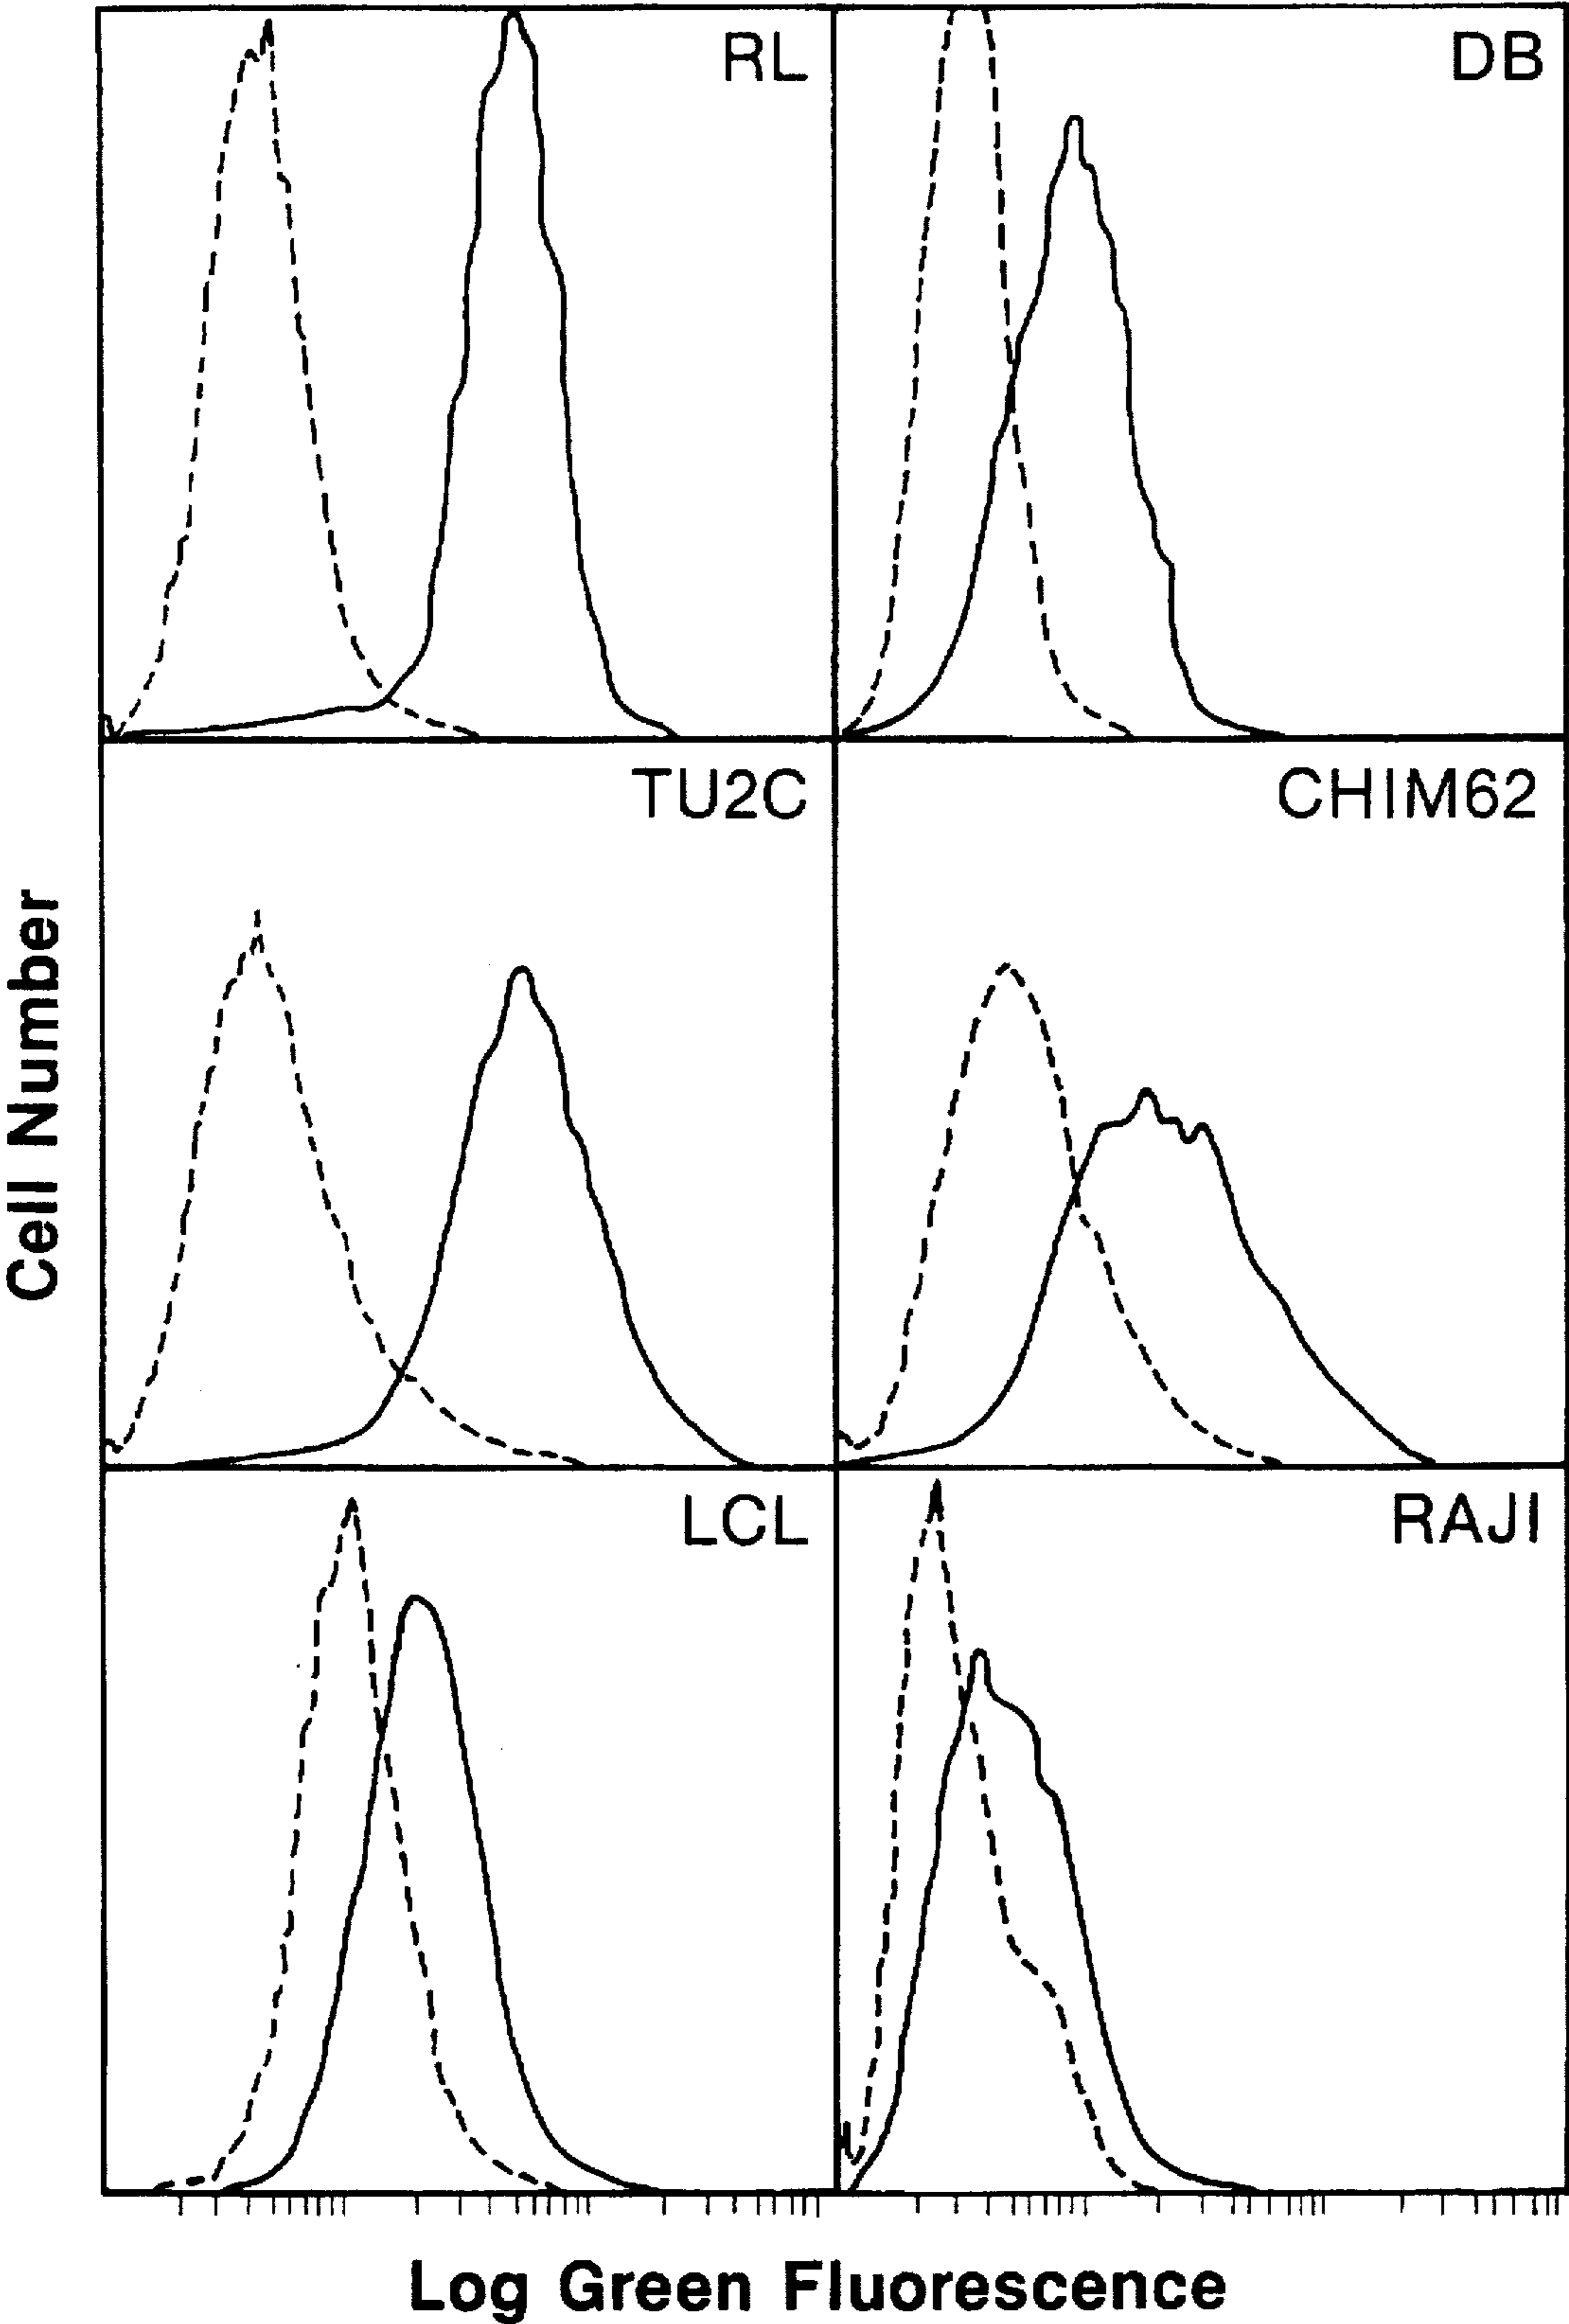 RL
DB
TU2C
CHIM62
LCL
RAJI
Cell Number
Log Green Fluorescence